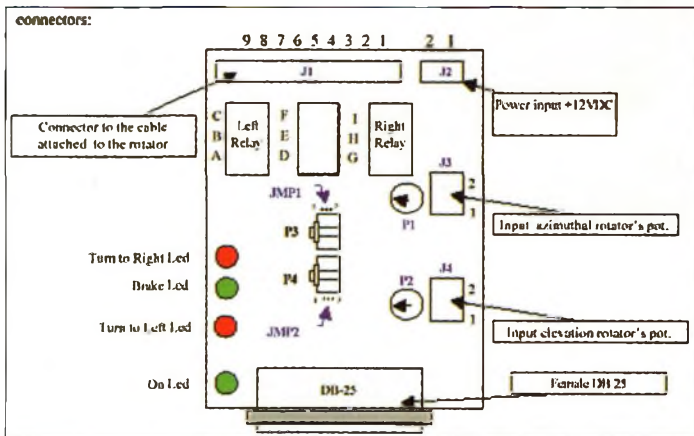 connectors:
9 8 7 6 5 4 3 2 1
2 1
J1
J2
Power input +12VDC
Connector to the cable
attached to the rotator
C
B
A
Left
Relay
F
E
D
I
H
G
Right
Relay
JMP1
J3
2
1
P1
P3
Input azimuthal rotator's pot.
Turn to Right Led
Brake Led
P4
P2
J4
2
1
Turn to Left Led
JMP2
Input elevation rotator's pot.
On Led
DB-25
Female DB 25